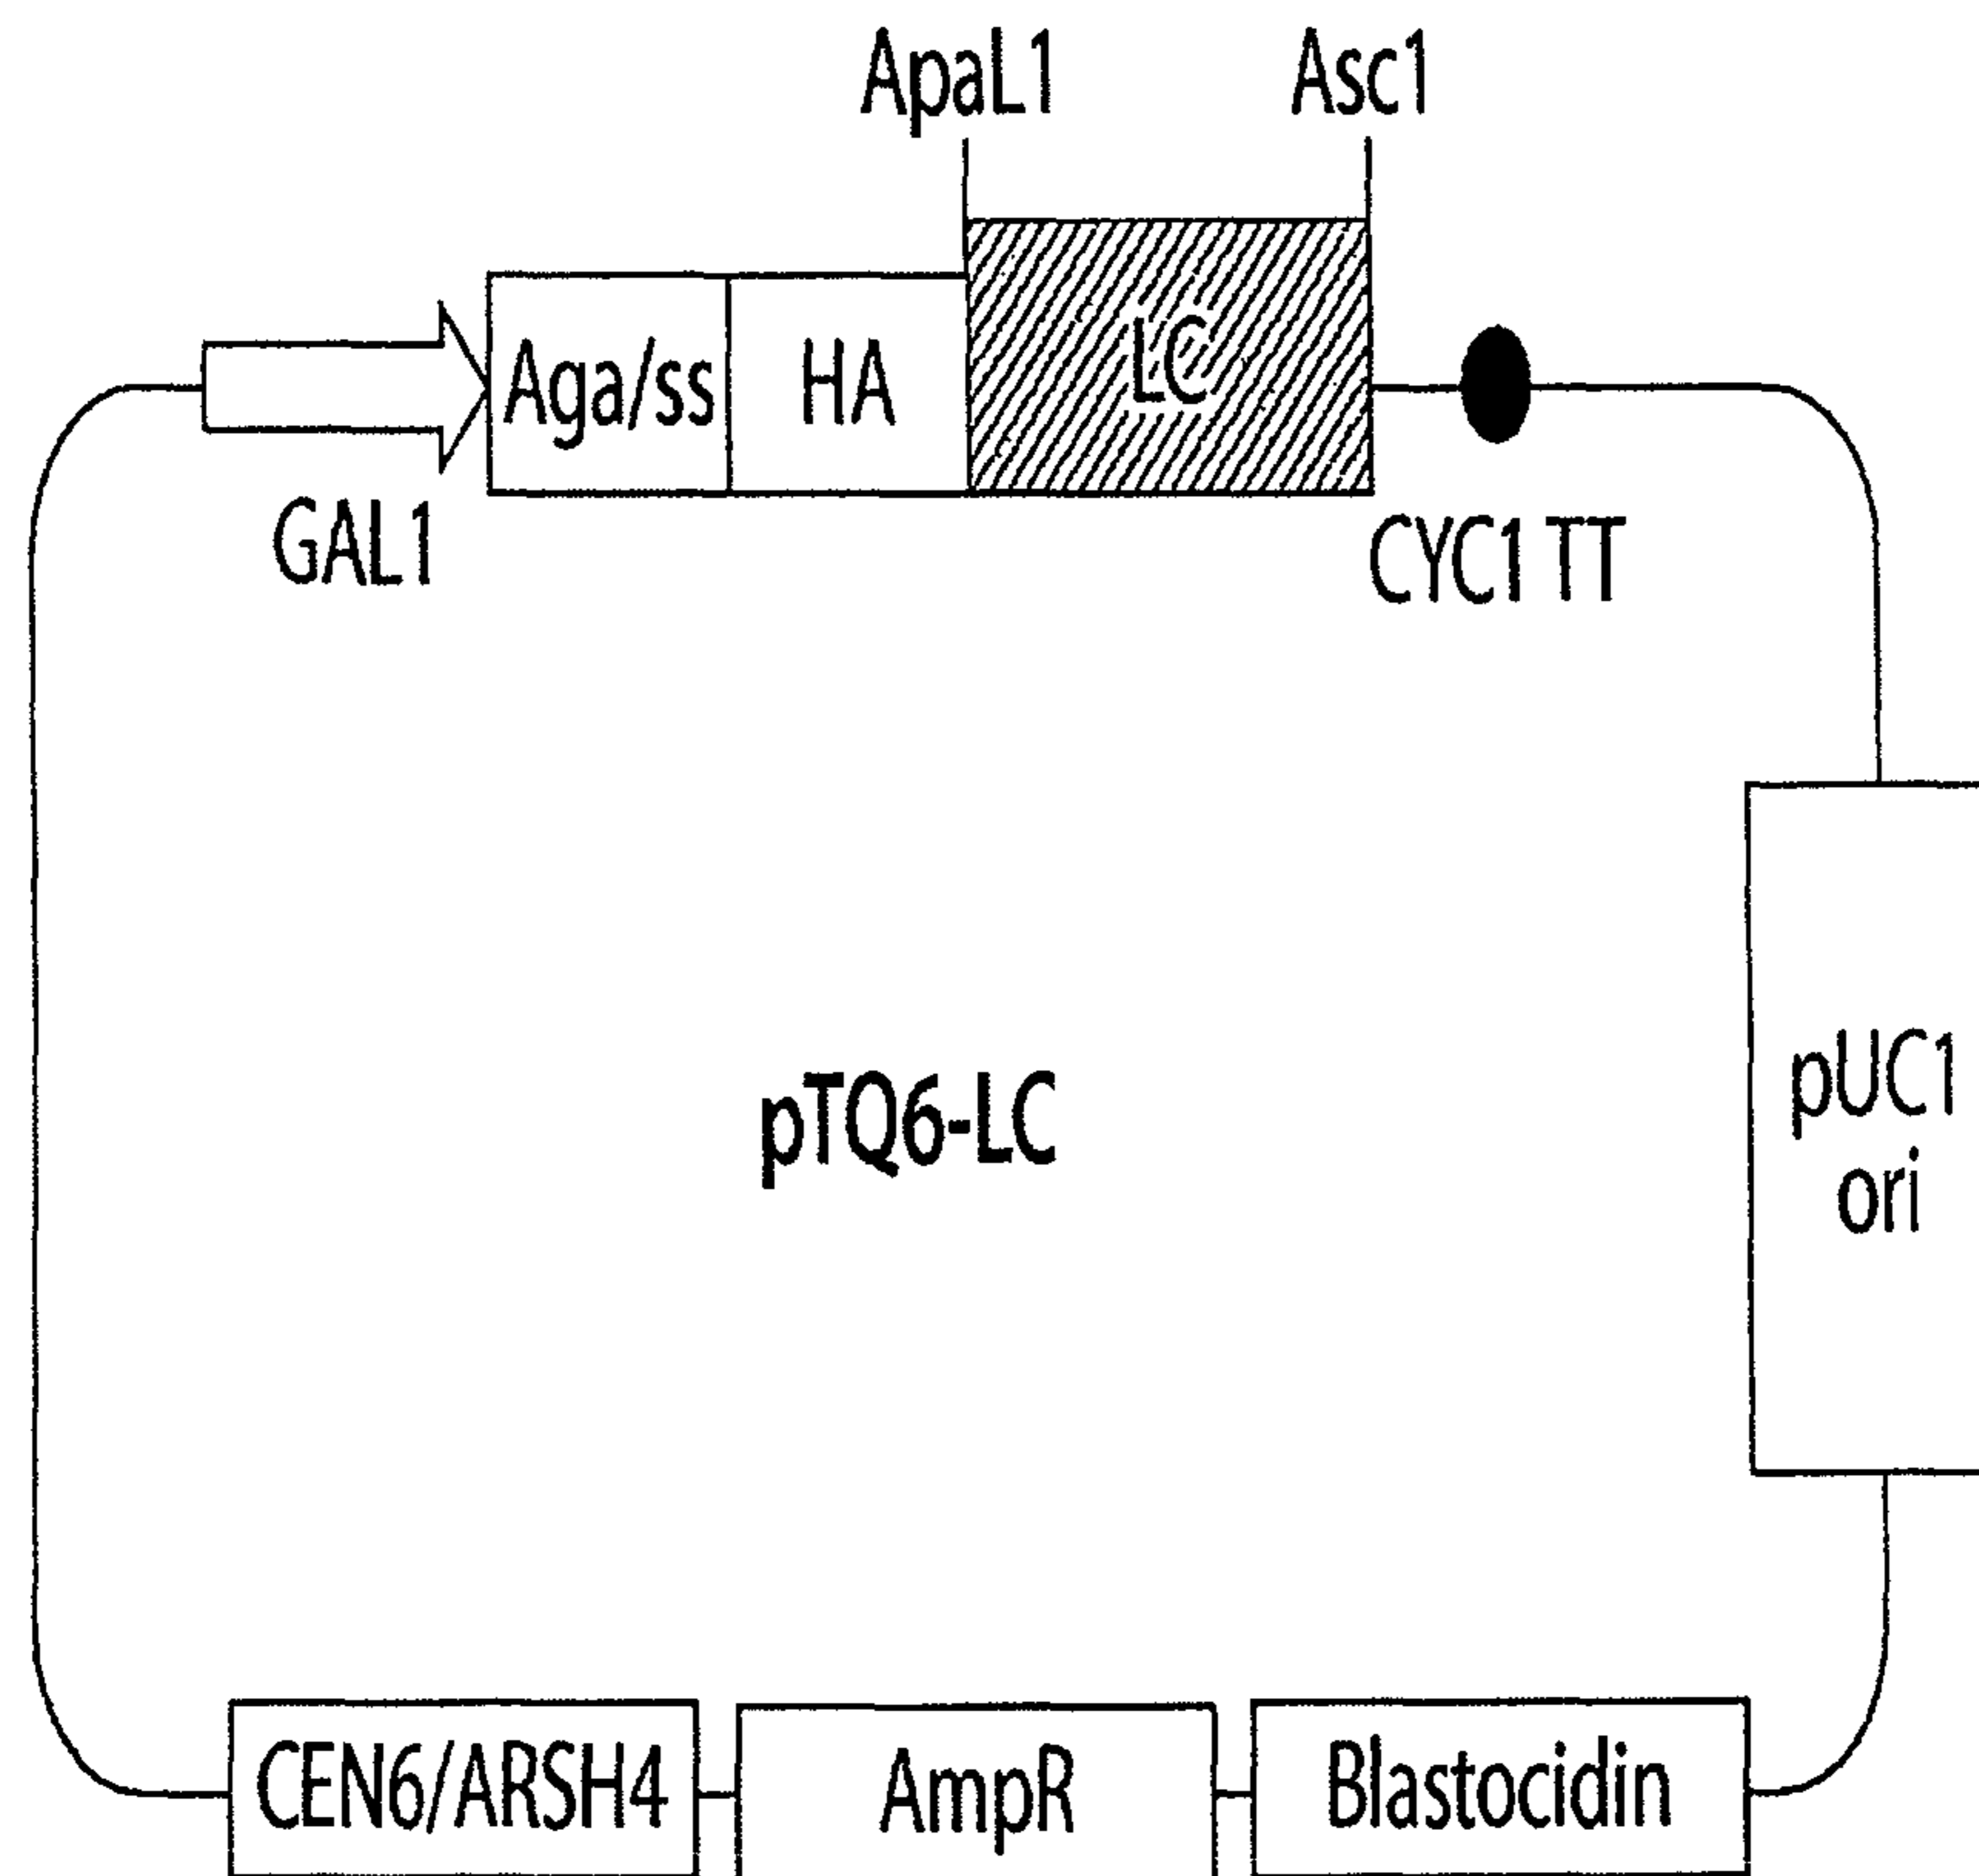 ApaL1 Asc1
Aga/ss HA LC
GAL1
CYC1 TT
pTQ6-LC
pUC1
ori
CEN6/ARSH4 AmpR Blastocidin